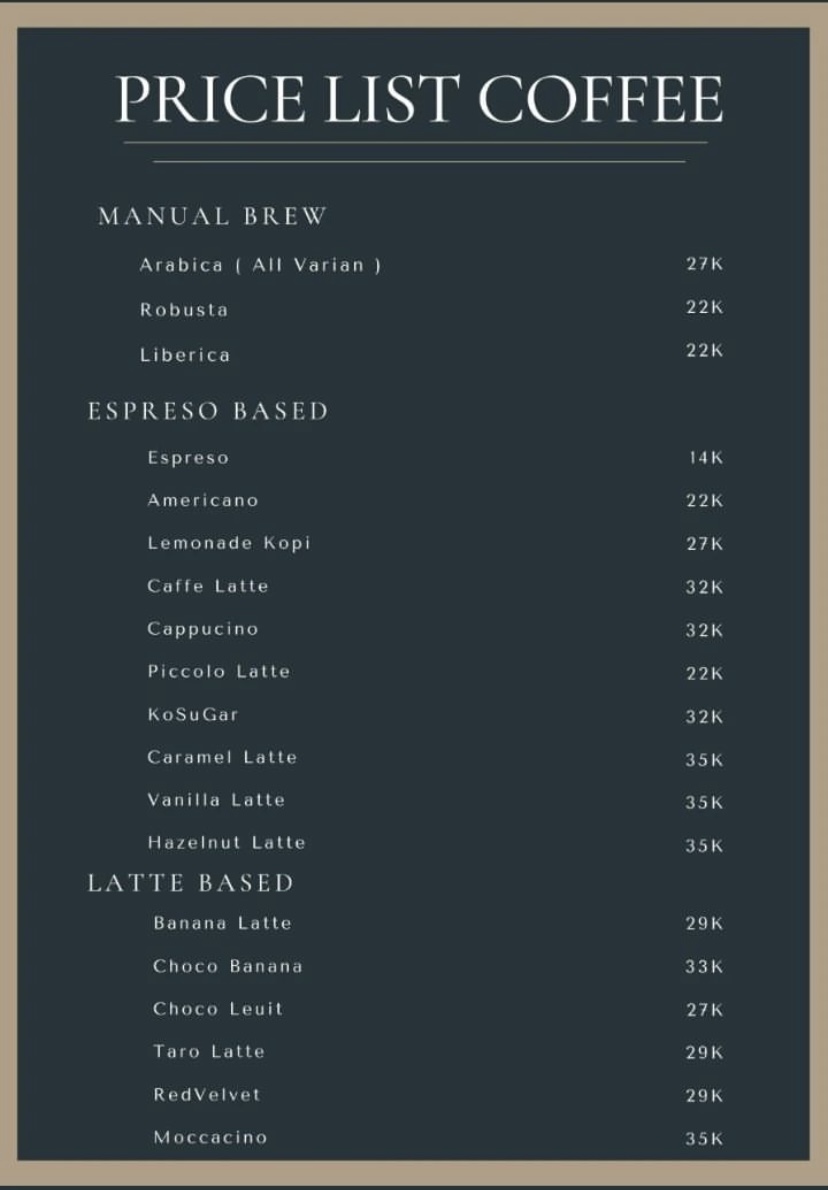 PRICE LIST COFFEE
MANUAL BREW
Arabica ( All Varian ) 27K
Robusta 22K
Liberica 22K
ESPRESO BASED
Espreso 14K
Americano 22K
Lemonade Kopi 27K
Caffe Latte 32K
Cappucino 32K
Piccolo Latte 22K
KoSuGar 32K
Caramel Latte 35K
Vanilla Latte 35K
Hazelnut Latte 35K
LATTE BASED
Banana Latte 29K
Choco Banana 33K
Choco Leuit 27K
Taro Latte 29K
RedVelvet 29K
Moccacino 35K